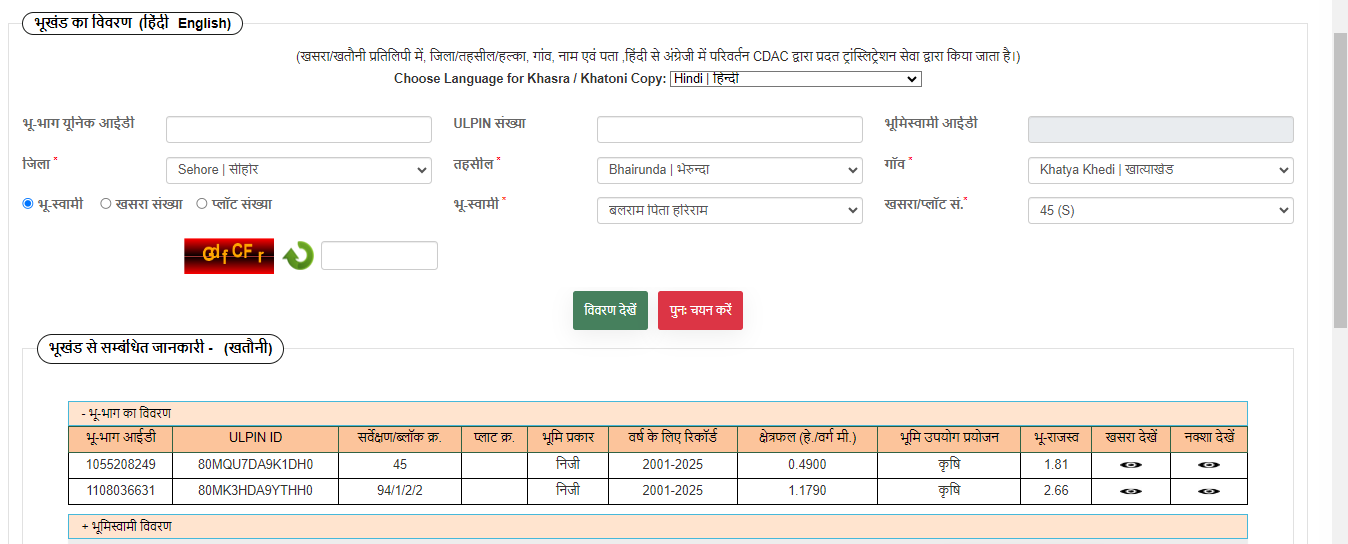 भूखंड का विवरण (हिंदी English)
(खसरा/खतौनी प्रतिलिपी में, जिला/तहसील/हल्का, गांव, नाम एवं पता ,हिंदी से अंग्रेजी में परिवर्तन CDAC द्वारा प्रदत ट्रांस्लिट्रेशन सेवा द्वारा किया जाता है।)
Choose Language for Khasra / Khatoni Copy: Hindi | हिन्दी
भू-भाग यूनिक आईडी ULPIN संख्या भूमिस्वामी आईडी
जिला * Sehore | सीहोर तहसील * Bhairunda | भेरुन्दा गाँव * Khatya Khedi | खात्याखेड
भू-स्वामी खसरा संख्या प्लॉट संख्या भू-स्वामी * बलराम पिता हरिराम खसरा/प्लॉट सं.* 45 (S)
GdfCFr
विवरण देखें पुनः चयन करें
भूखंड से सम्बंधित जानकारी - (खतौनी)
- भू-भाग का विवरण
भू-भाग आईडी ULPIN ID सर्वेक्षण/ब्लॉक क्र. प्लाट क्र. भूमि प्रकार वर्ष के लिए रिकॉर्ड क्षेत्रफल (हे./वर्ग मी.) भूमि उपयोग प्रयोजन भू-राजस्व खसरा देखें नक्शा देखें
1055208249 80MQU7DA9K1DH0 45 निजी 2001-2025 0.4900 कृषि 1.81
1108036631 80MK3HDA9YTHH0 94/1/2/2 निजी 2001-2025 1.1790 कृषि 2.66
+ भूमिस्वामी विवरण